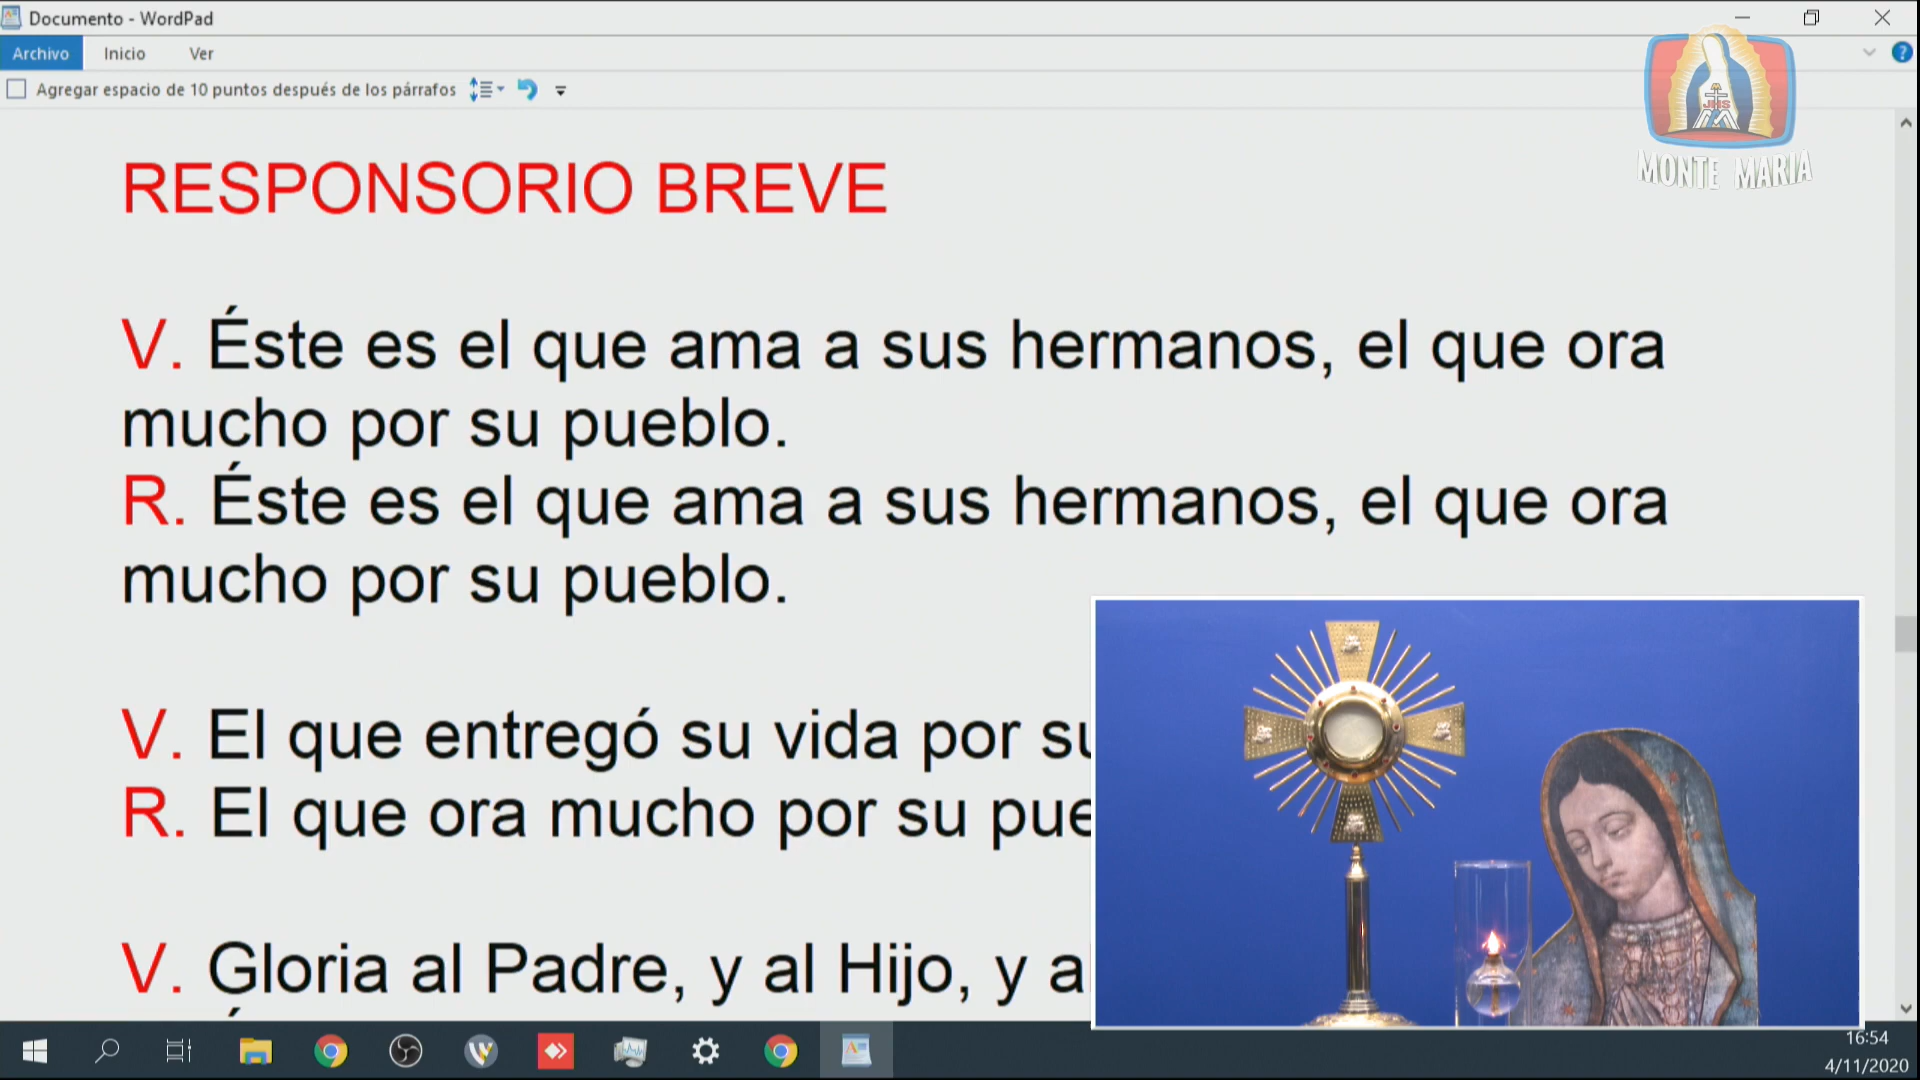 Documento - WordPad
Archivo Inicio Ver
Agregar espacio de 10 puntos después de los párrafos
JHS
MONTE MARIA
RESPONSORIO BREVE
V. Éste es el que ama a sus hermanos, el que ora
mucho por su pueblo.
R. Éste es el que ama a sus hermanos, el que ora
mucho por su pueblo.
V. El que entregó su vida por su
R. El que ora mucho por su pue
V. Gloria al Padre, y al Hijo, y al
16:54
4/11/2020